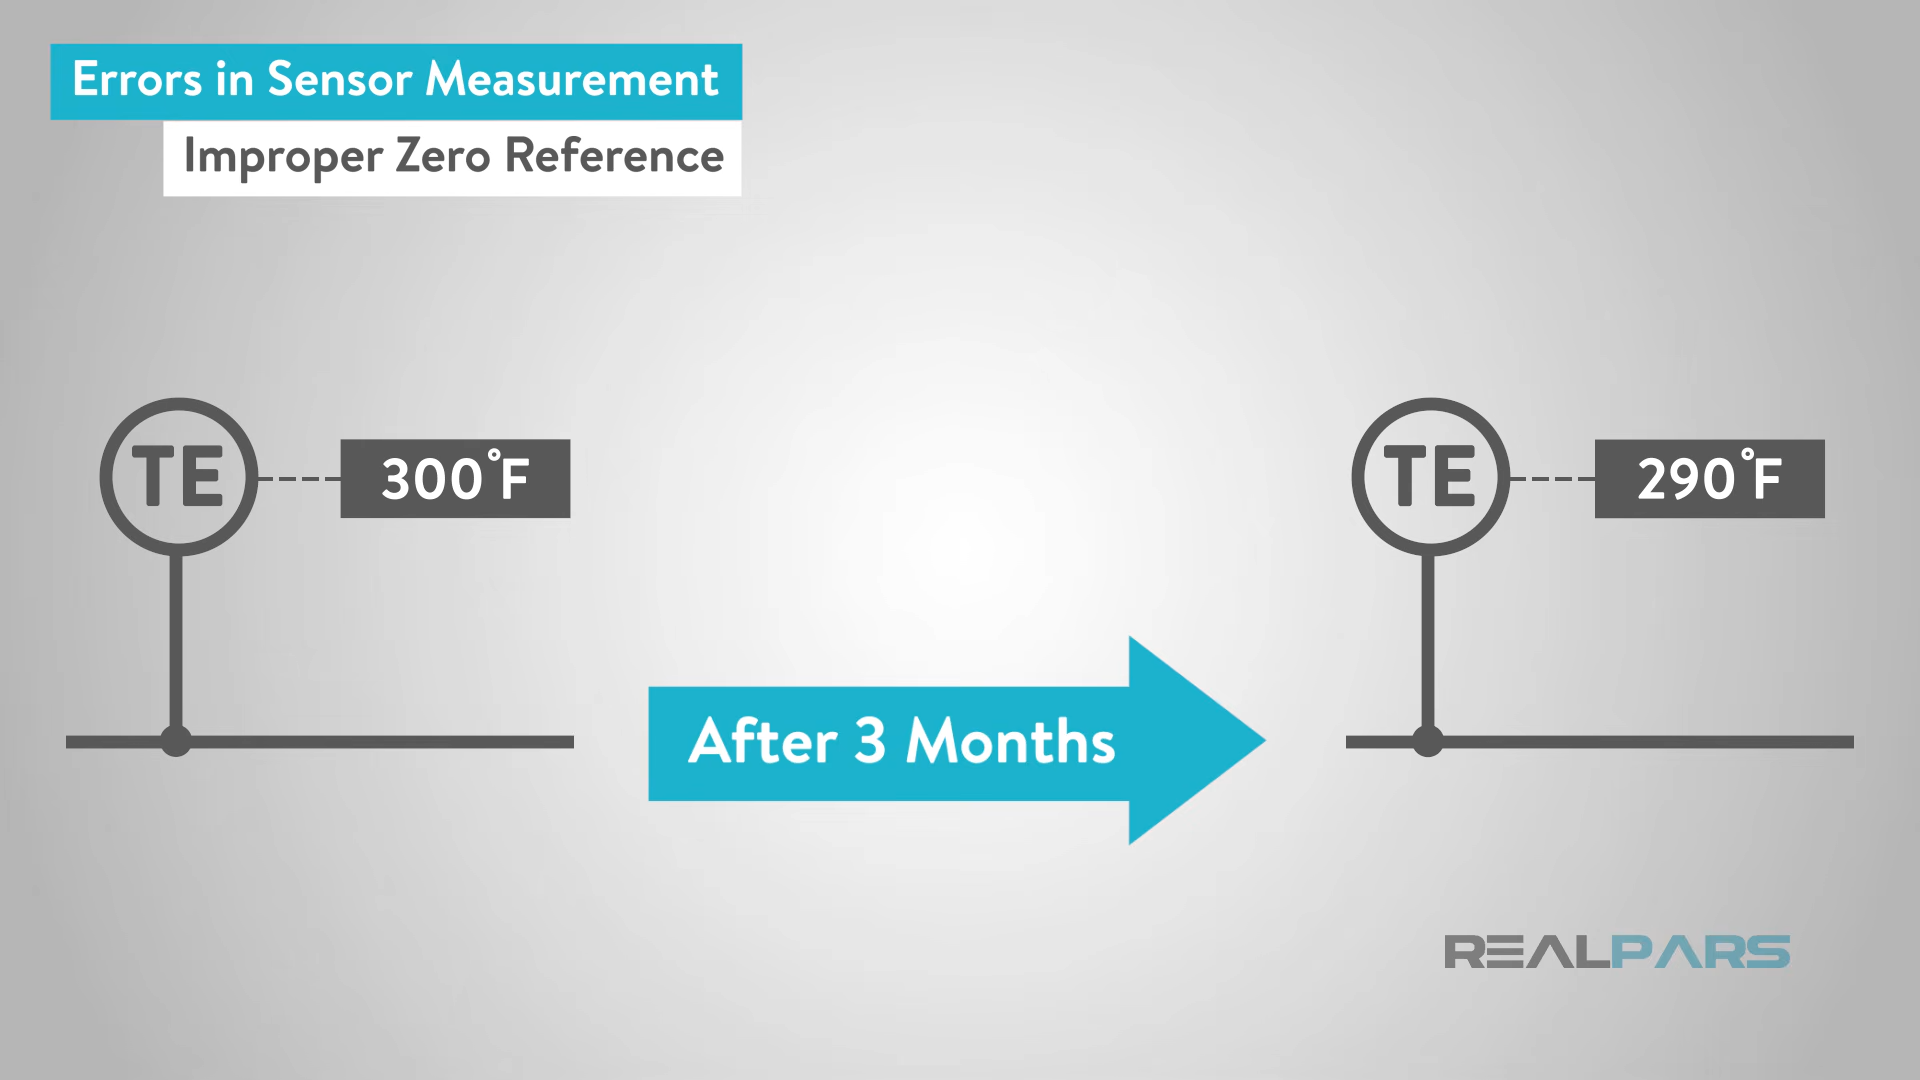 Errors in Sensor Measurement
Improper Zero Reference
TE
300°F
TE
290°F
After 3 Months
REALPARS